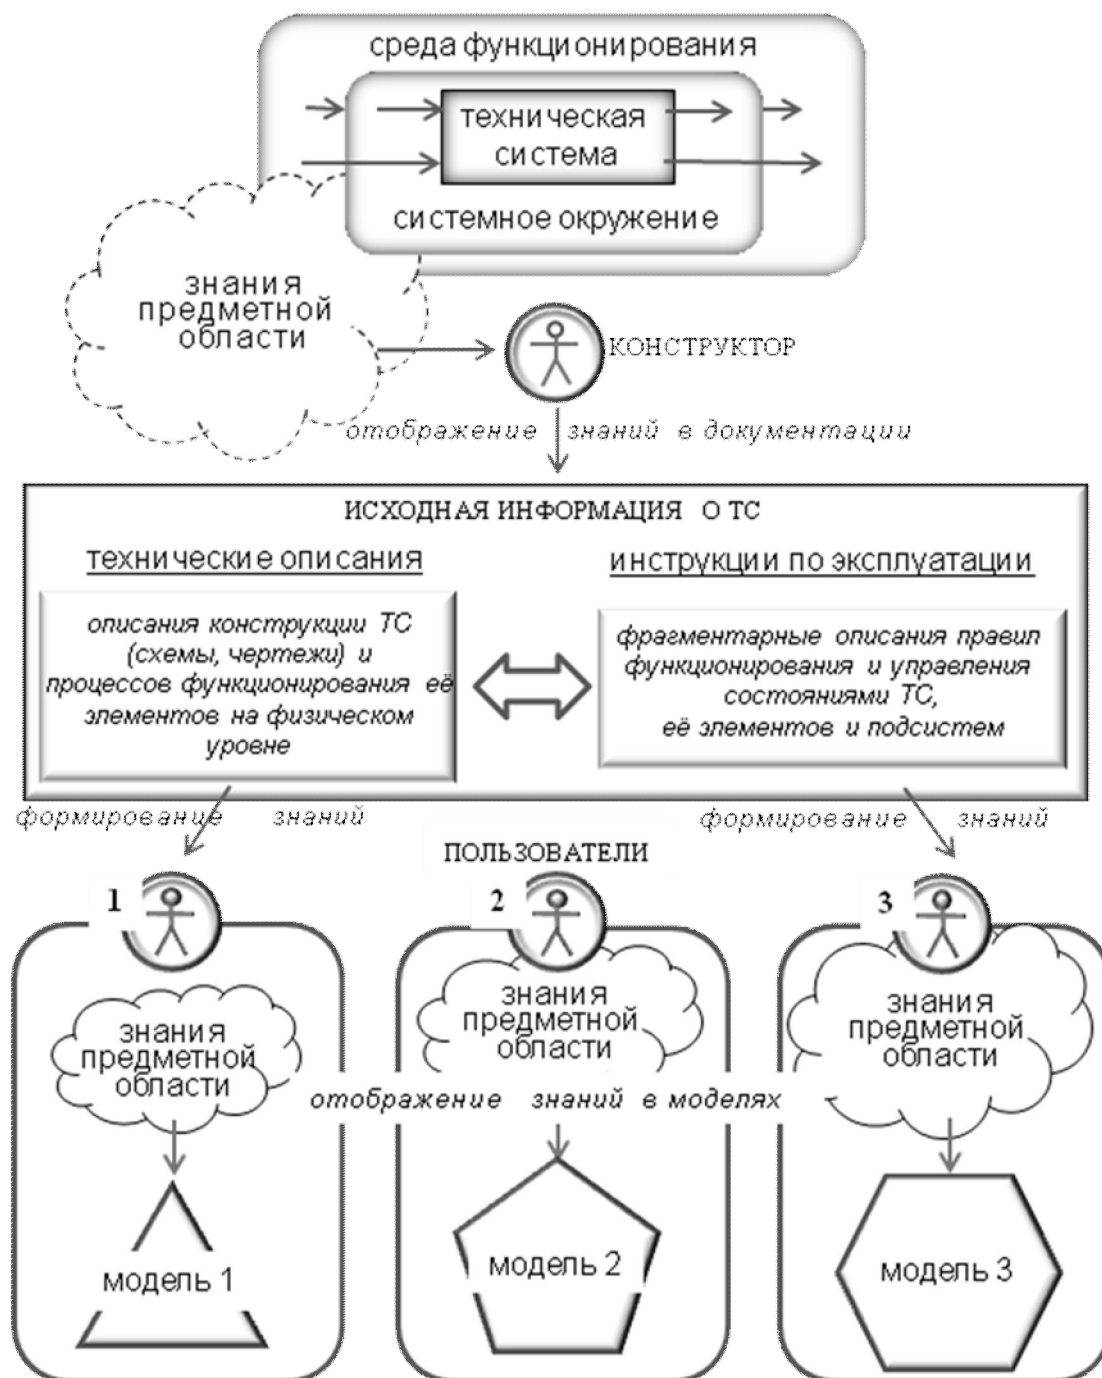 среда функционирования
техническая
система
системное окружение
знания
предметной
области
КОНСТРУКТОР
отображение знаний в документации
ИСХОДНАЯ ИНФОРМАЦИЯ О ТС
технические описания
описания конструкции ТС
(схемы, чертежи) и
процессов функционирования её
элементов на физическом
уровне
инструкции по эксплуатации
фрагментарные описания правил
функционирования и управления
состояниями ТС,
её элементов и подсистем
формирование знаний
формирование знаний
ПОЛЬЗОВАТЕЛИ
1
2
3
знания
предметной
области
знания
предметной
области
знания
предметной
области
отображение знаний в моделях
модель 1
модель 2
модель 3